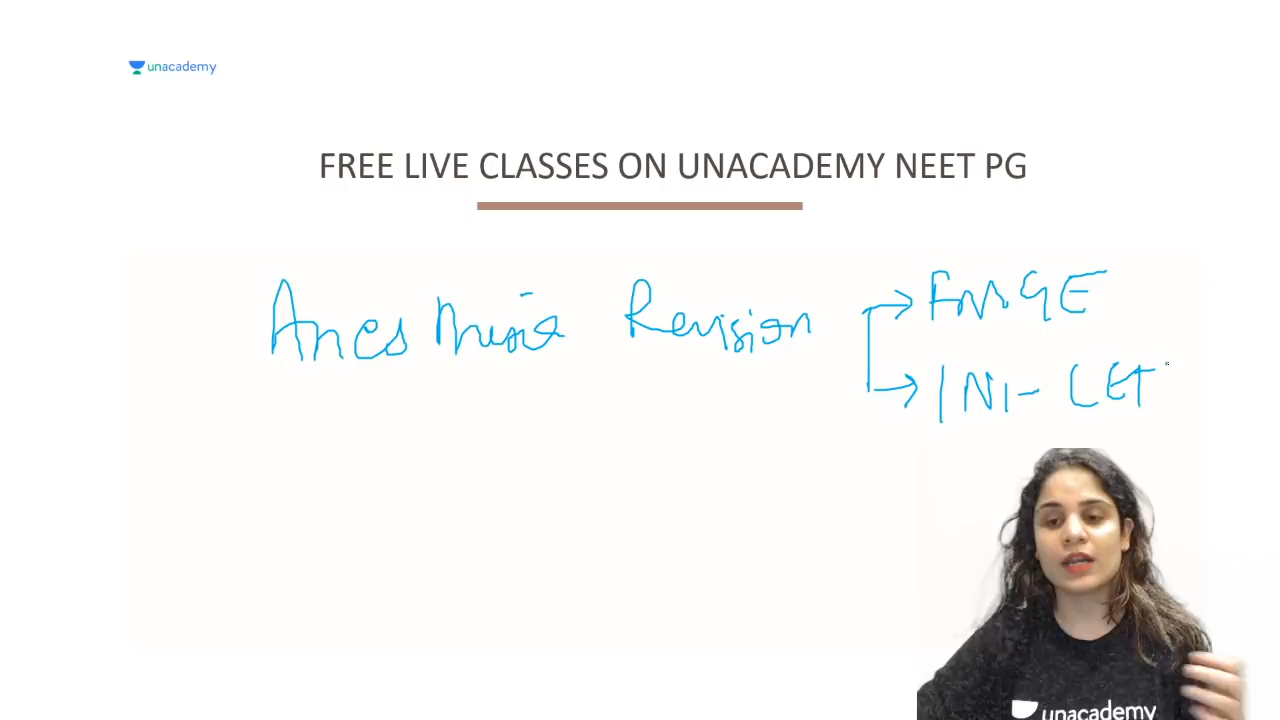 unacademy
FREE LIVE CLASSES ON UNACADEMY NEET PG
Anesthesia Revision → FMGE
→ INI-CET
unacademy